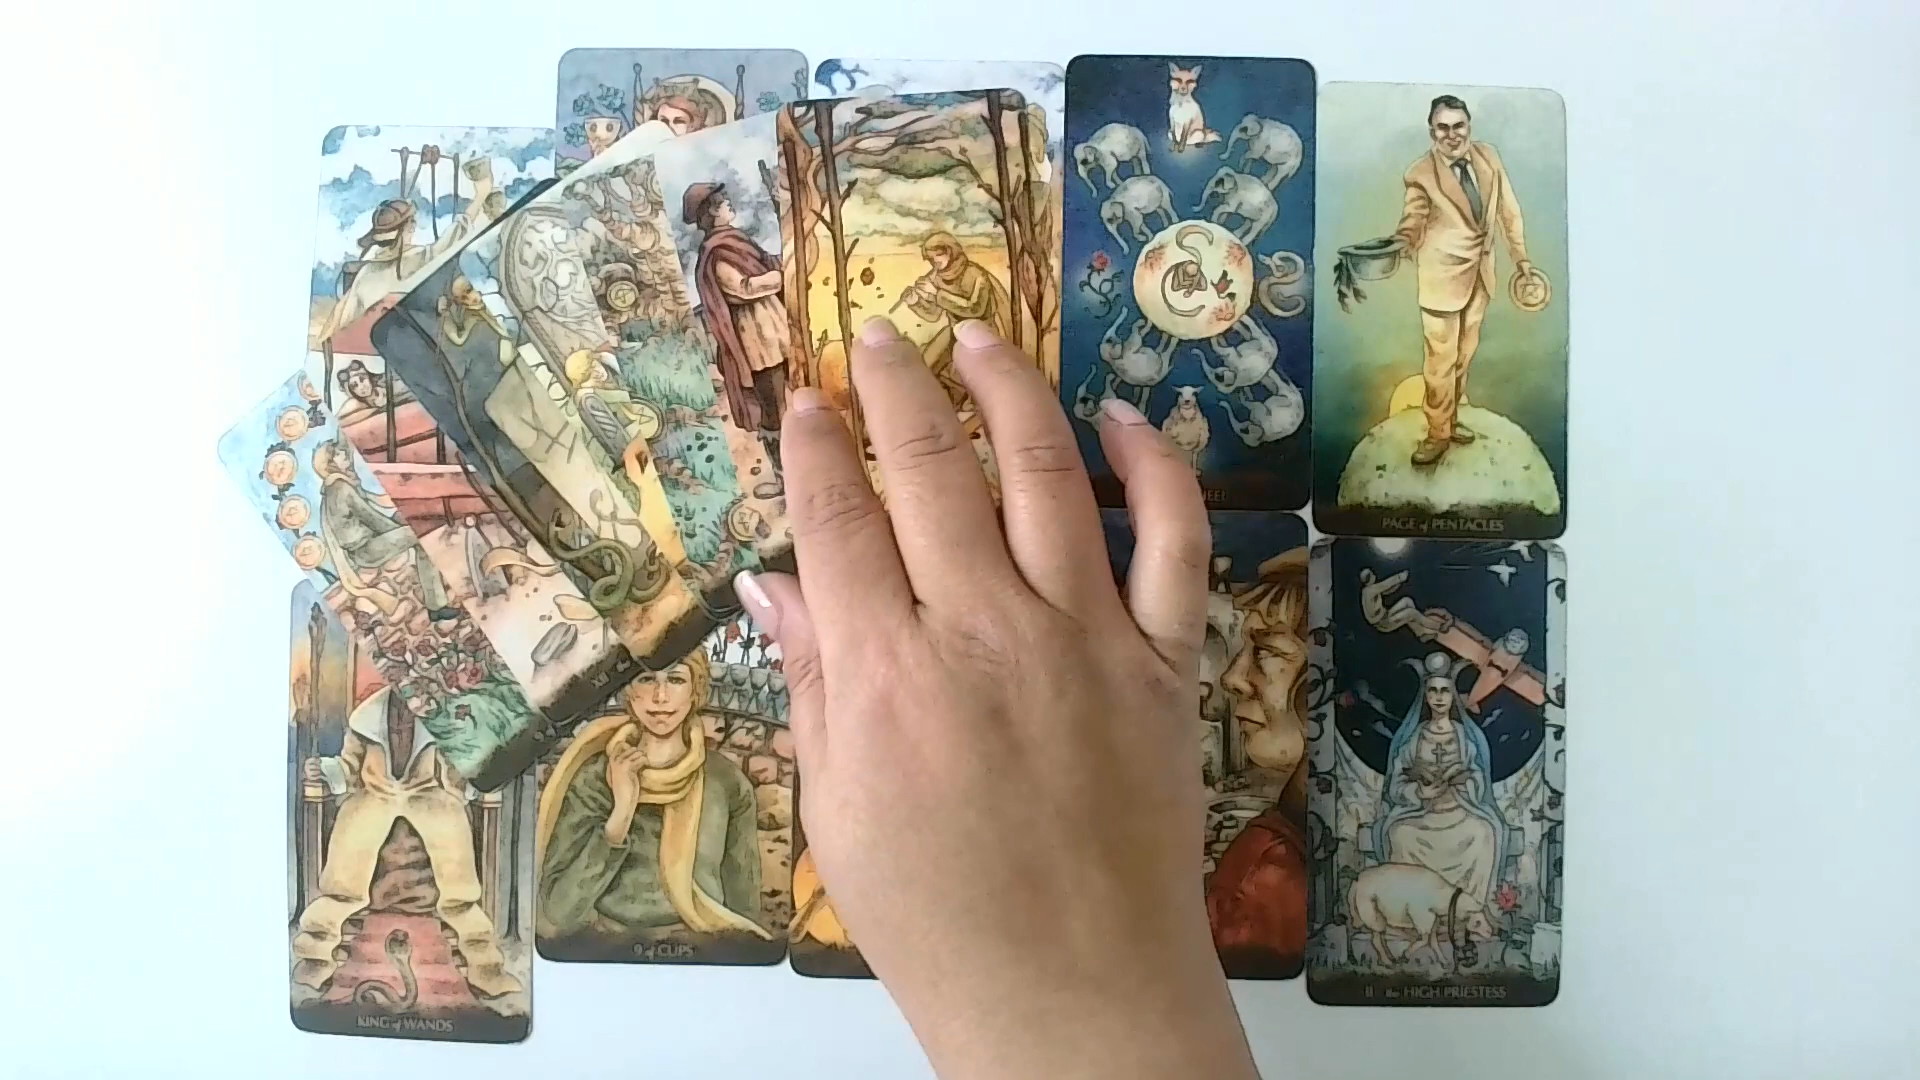 PAGE of PENTACLES
9 of CUPS
II the HIGH PRIESTESS
KING of WANDS